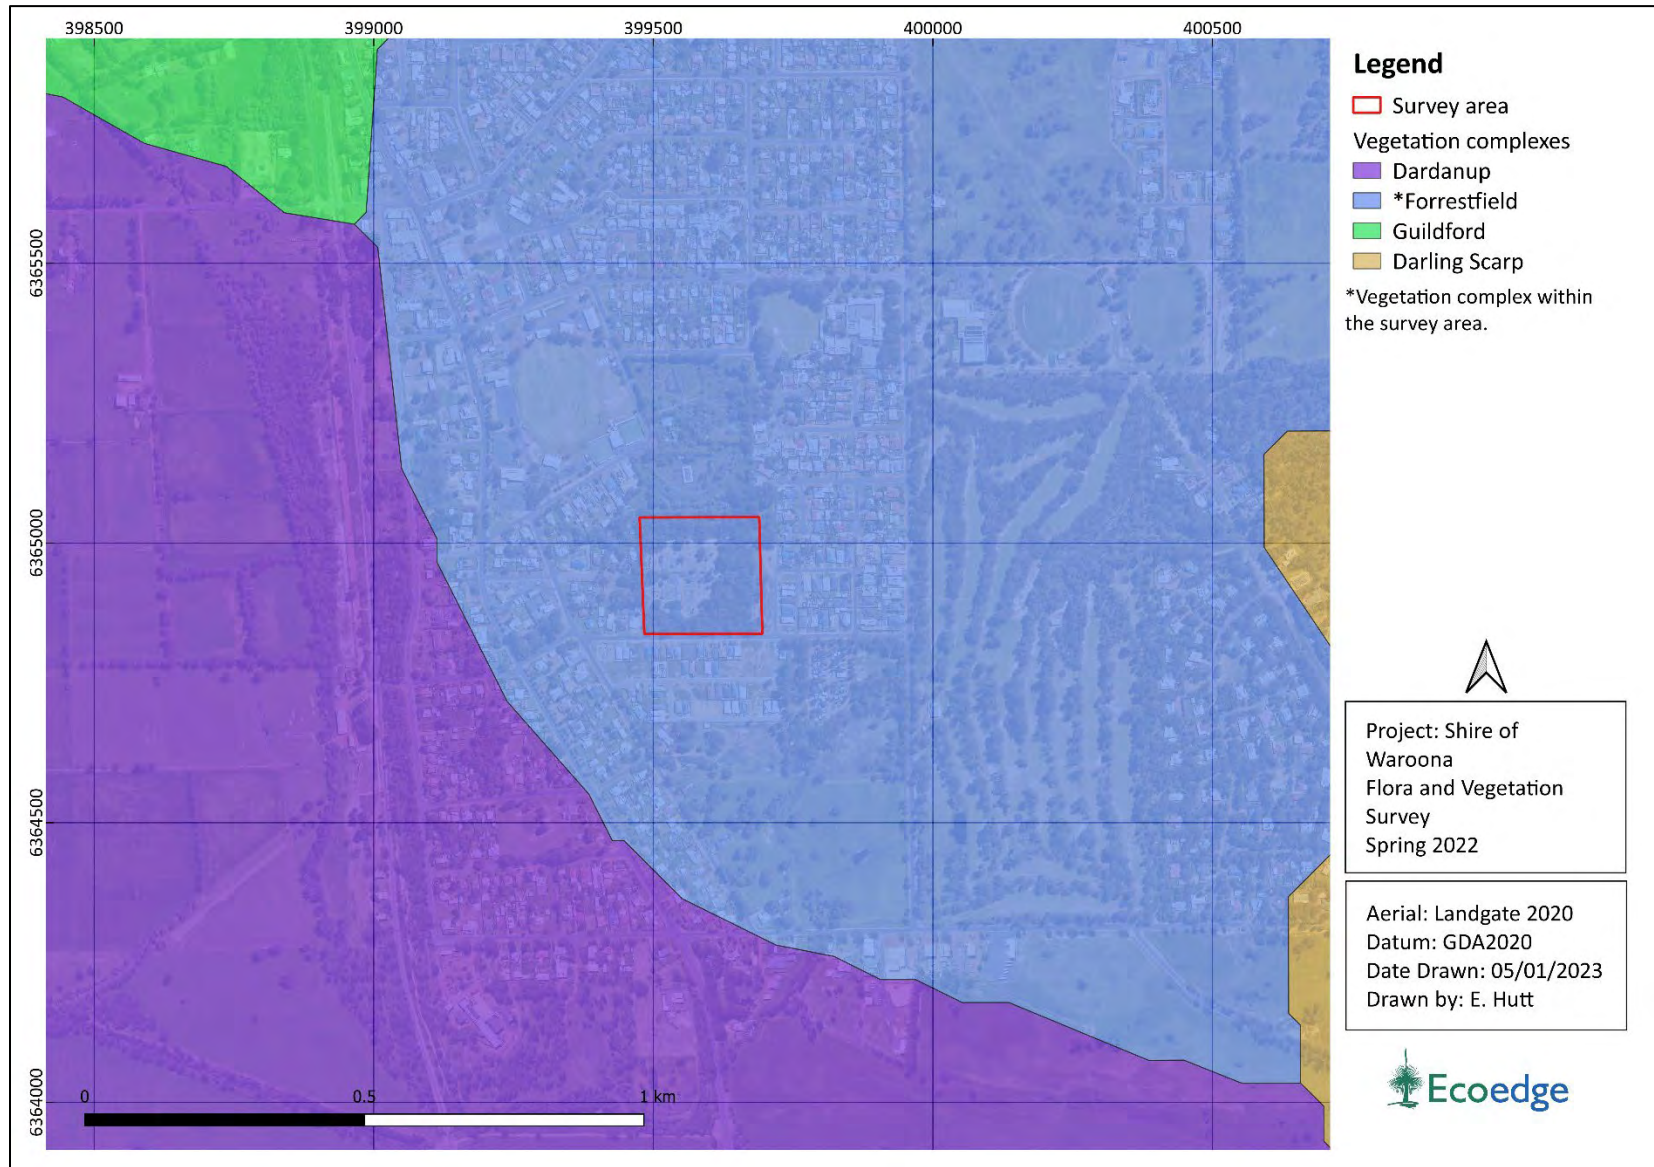 398500
399000
399500
400000
400500
6365500
6365000
6364500
6364000
0
0.5
1 km
Legend
Survey area
Vegetation complexes
Dardanup
*Forrestfield
Guildford
Darling Scarp
*Vegetation complex within
the survey area.
Project: Shire of
Waroona
Flora and Vegetation
Survey
Spring 2022
Aerial: Landgate 2020
Datum: GDA2020
Date Drawn: 05/01/2023
Drawn by: E. Hutt
Ecoedge